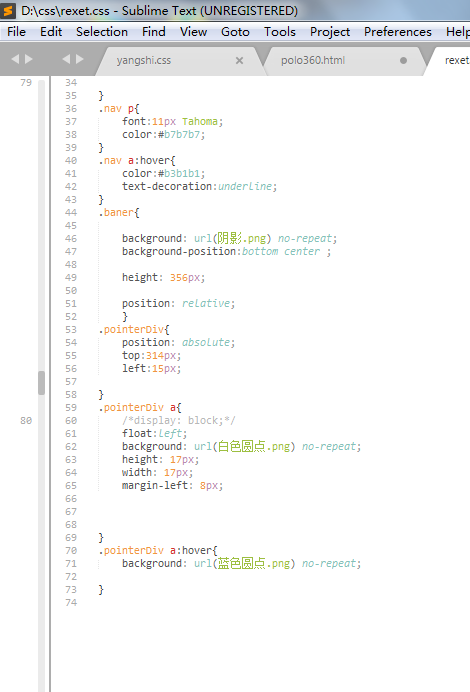 D:\css\rexet.css - Sublime Text (UNREGISTERED)
File Edit Selection Find View Goto Tools Project Preferences Help
yangshi.css × polo360.html rexet
79
80
34
35 }
36 .nav p{
37 font:11px Tahoma;
38 color:#b7b7b7;
39 }
40 .nav a:hover{
41 color:#b3b1b1;
42 text-decoration:underline;
43 }
44 .baner{
45
46 background: url(阴影.png) no-repeat;
47 background-position:bottom center ;
48
49 height: 356px;
50
51 position: relative;
52 }
53 .pointerDiv{
54 position: absolute;
55 top:314px;
56 left:15px;
57
58 }
59 .pointerDiv a{
60 /*display: block;*/
61 float:left;
62 background: url(白色圆点.png) no-repeat;
63 height: 17px;
64 width: 17px;
65 margin-left: 8px;
66
67
68
69 }
70 .pointerDiv a:hover{
71 background: url(蓝色圆点.png) no-repeat;
72
73 }
74